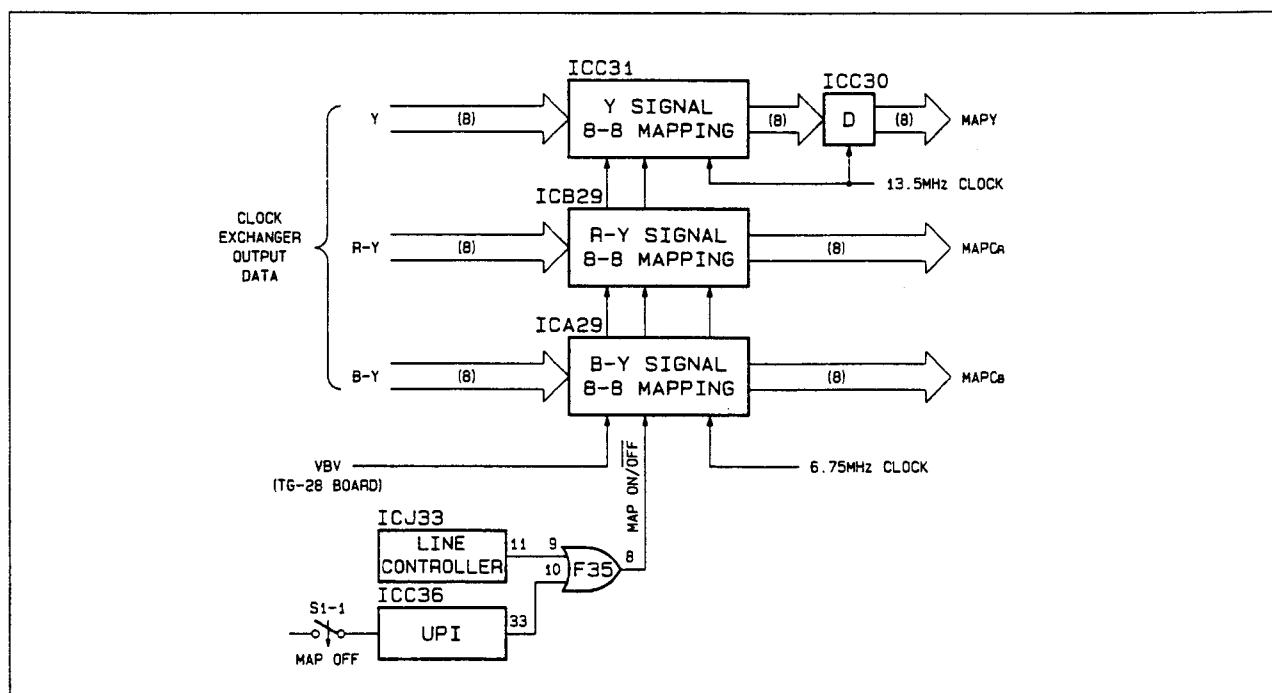 ICC31
Y SIGNAL
8-8 MAPPING
ICC30
D
Y
(8)
(8)
(8)
MAPY
13.5MHz CLOCK
ICB29
R-Y SIGNAL
8-8 MAPPING
CLOCK
EXCHANGER
OUTPUT
DATA
R-Y
(8)
(8)
MAPCR
ICA29
B-Y SIGNAL
8-8 MAPPING
B-Y
(8)
(8)
MAPCB
VBV
(TG-28 BOARD)
MAP ON/OFF
6.75MHz CLOCK
ICJ33
LINE
CONTROLLER
11
9
10
F35
8
ICC36
UPI
33
S1-1
MAP OFF